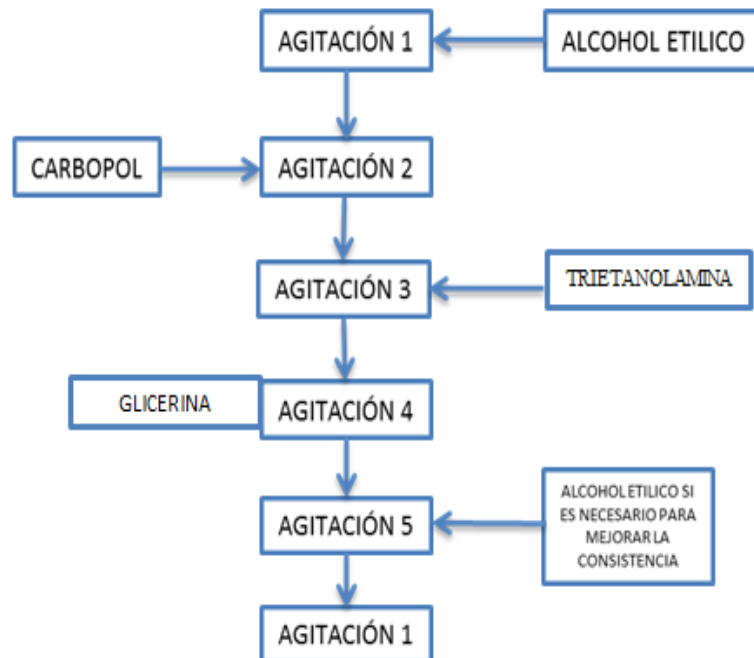 AGITACIÓN 1
ALCOHOL ETILICO
CARBOPOL
AGITACIÓN 2
AGITACIÓN 3
TRIETANOLAMINA
GLICERINA
AGITACIÓN 4
AGITACIÓN 5
ALCOHOL ETILICO SI
ES NECESARIO PARA
MEJORAR LA
CONSISTENCIA
AGITACIÓN 1